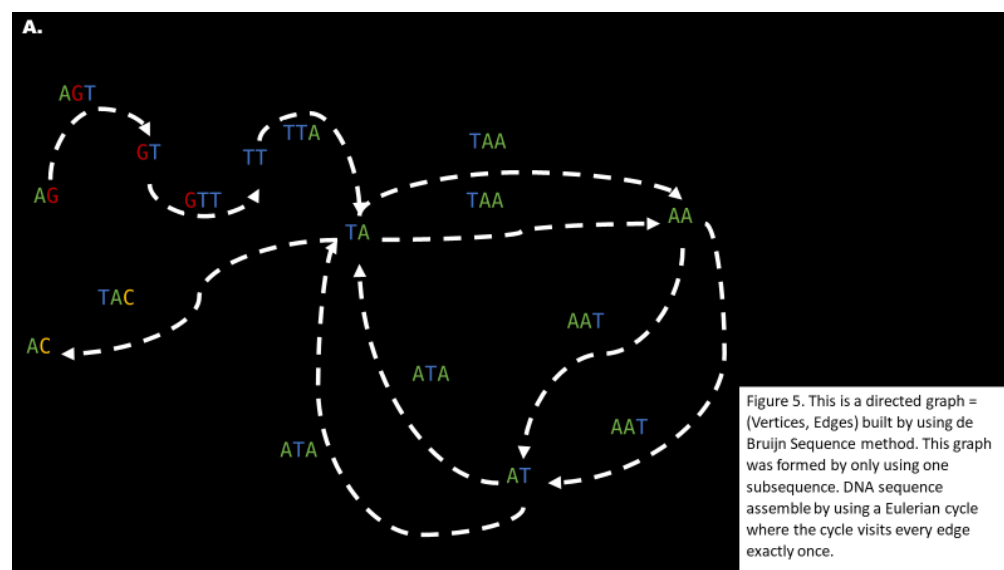 A.
AGT
GT
TTA
TT
TAA
AG
GTT
TAA
TA
AA
TAC
AC
AAT
ATA
AAT
ATA
AT
Figure 5. This is a directed graph =
(Vertices, Edges) built by using de
Bruijn Sequence method. This graph
was formed by only using one
subsequence. DNA sequence
assemble by using a Eulerian cycle
where the cycle visits every edge
exactly once.